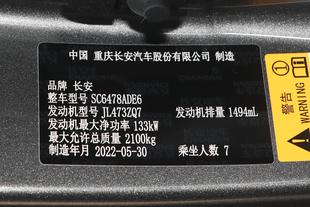 中国 重庆长安汽车股份有限公司 制造
品牌 长安
整车型号 SC6478ADE6
发动机型号 JL473ZQ7 发动机排量 1494mL
发动机最大净功率 133kW
最大允许总质量 2100kg
制造年月 2022-05-30 乘坐人数 7
警告
WARNING